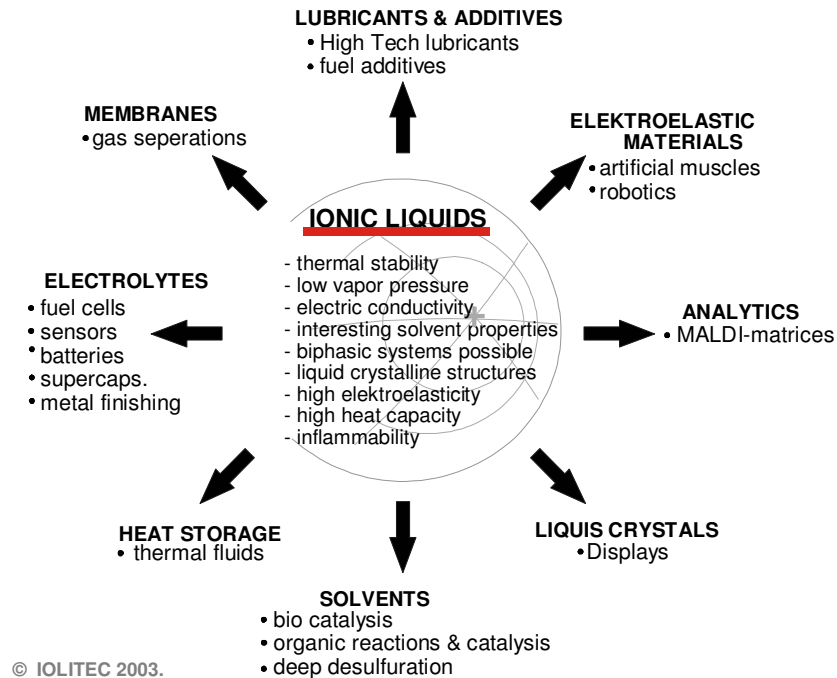 LUBRICANTS & ADDITIVES
• High Tech lubricants
• fuel additives
MEMBRANES
• gas seperations
ELEKTROELASTIC
MATERIALS
• artificial muscles
• robotics
IONIC LIQUIDS
- thermal stability
- low vapor pressure
- electric conductivity
- interesting solvent properties
- biphasic systems possible
- liquid crystalline structures
- high elektroelasticity
- high heat capacity
- inflammability
ELECTROLYTES
• fuel cells
• sensors
• batteries
• supercaps.
• metal finishing
ANALYTICS
• MALDI-matrices
HEAT STORAGE
• thermal fluids
LIQUIS CRYSTALS
• Displays
SOLVENTS
• bio catalysis
• organic reactions & catalysis
• deep desulfuration
© IOLITEC 2003.